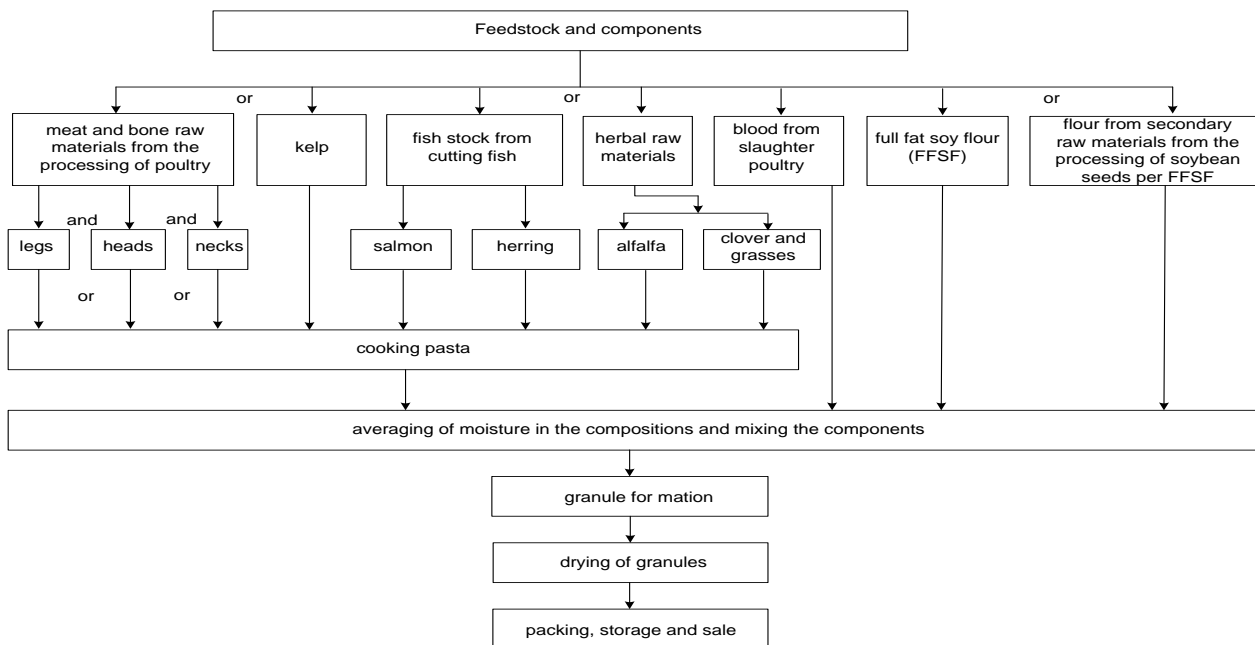 Feedstock and components
or
or
or
meat and bone raw
materials from the
processing of poultry
kelp
fish stock from
cutting fish
herbal raw
materials
blood from
slaughter
poultry
full fat soy flour
(FFSF)
flour from secondary
raw materials from the
processing of soybean
seeds per FFSF
and
and
legs
heads
necks
salmon
herring
alfalfa
clover and
grasses
or
or
cooking pasta
averaging of moisture in the compositions and mixing the components
granule for mation
drying of granules
packing, storage and sale